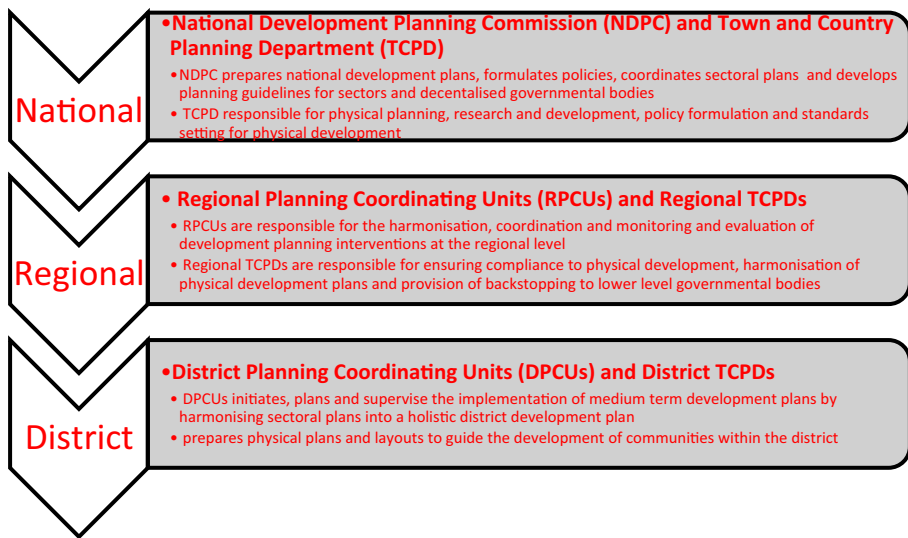 National
•National Development Planning Commission (NDPC) and Town and Country
Planning Department (TCPD)
•NDPC prepares national development plans, formulates policies, coordinates sectoral plans and develops
planning guidelines for sectors and decentalised governmental bodies
• TCPD responsible for physical planning, research and development, policy formulation and standards
setting for physical development
Regional
• Regional Planning Coordinating Units (RPCUs) and Regional TCPDs
• RPCUs are responsible for the harmonisation, coordination and monitoring and evaluation of
development planning interventions at the regional level
• Regional TCPDs are responsible for ensuring compliance to physical development, harmonisation of
physical development plans and provision of backstopping to lower level governmental bodies
District
•District Planning Coordinating Units (DPCUs) and District TCPDs
• DPCUs initiates, plans and supervise the implementation of medium term development plans by
harmonising sectoral plans into a holistic district development plan
• prepares physical plans and layouts to guide the development of communities within the district